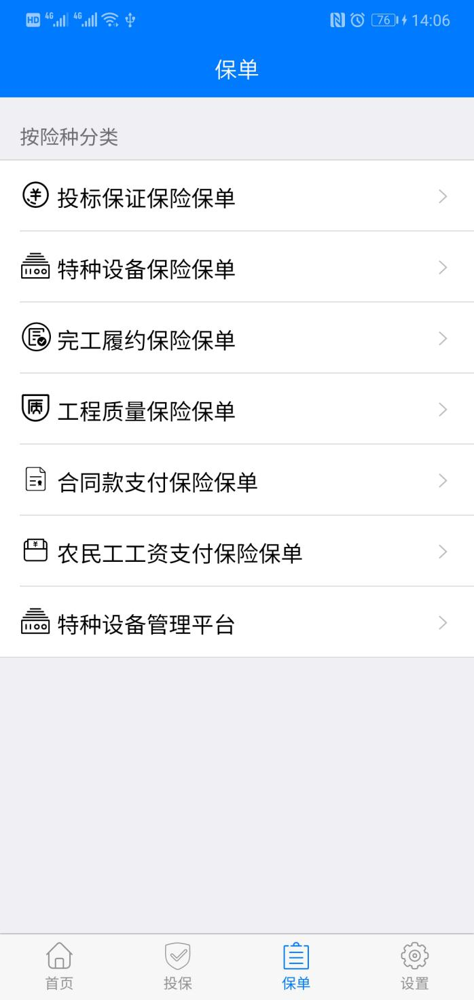 HD 4G 4G 76 14:06
保单
按险种分类
投标保证保险保单
特种设备保险保单
完工履约保险保单
工程质量保险保单
合同款支付保险保单
农民工工资支付保险保单
特种设备管理平台
首页 投保 保单 设置